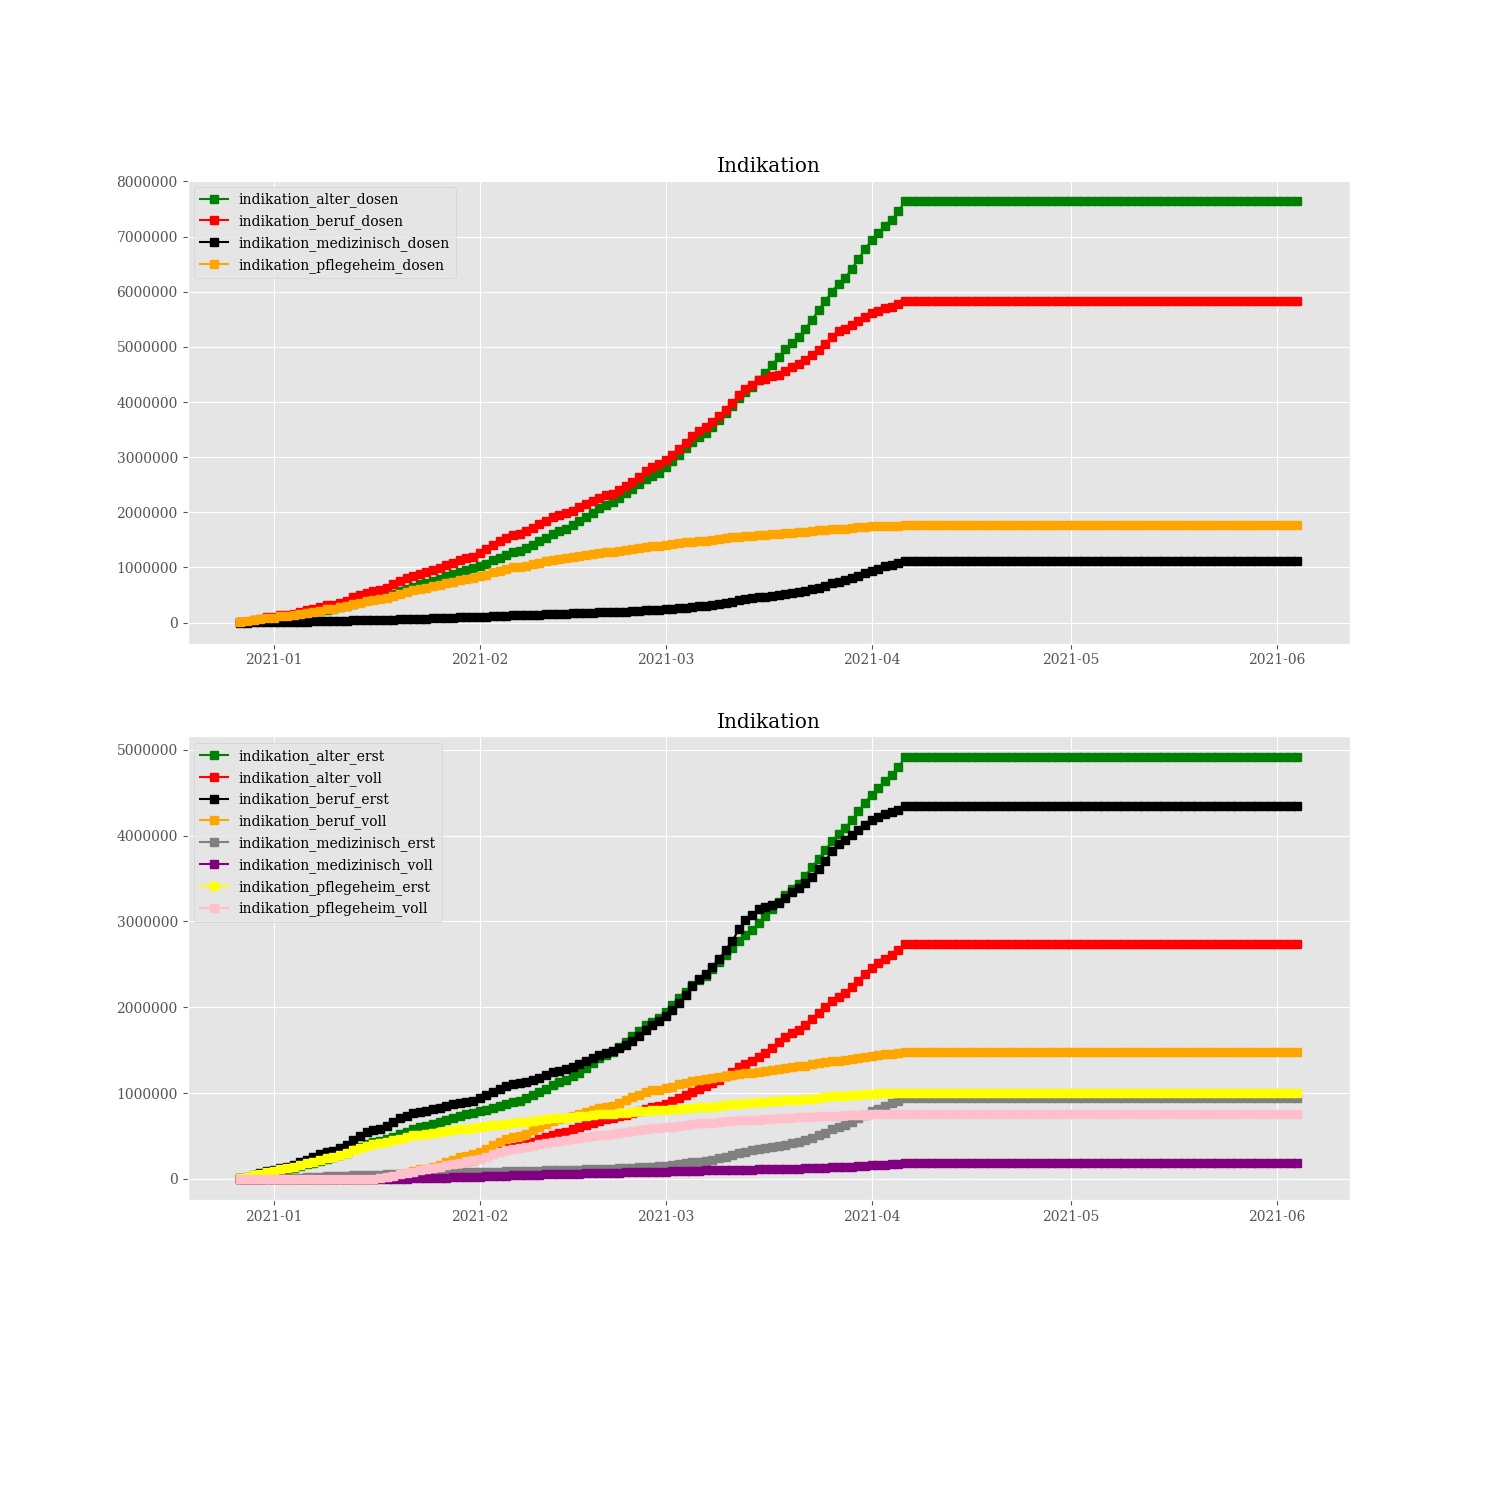 Indikation
8000000
7000000
6000000
5000000
4000000
3000000
2000000
1000000
0
indikation_alter_dosen
indikation_beruf_dosen
indikation_medizinisch_dosen
indikation_pflegeheim_dosen
2021-01 2021-02 2021-03 2021-04 2021-05 2021-06
Indikation
5000000
4000000
3000000
2000000
1000000
0
indikation_alter_erst
indikation_alter_voll
indikation_beruf_erst
indikation_beruf_voll
indikation_medizinisch_erst
indikation_medizinisch_voll
indikation_pflegeheim_erst
indikation_pflegeheim_voll
2021-01 2021-02 2021-03 2021-04 2021-05 2021-06